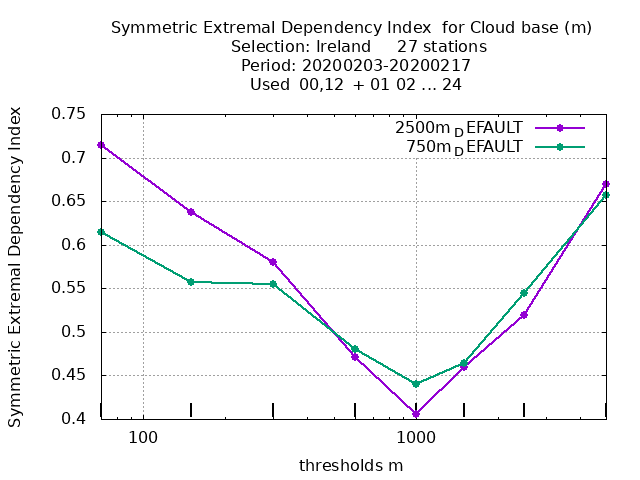 Symmetric Extremal Dependency Index for Cloud base (m)
Selection: Ireland 27 stations
Period: 20200203-20200217
Used 00,12 + 01 02 ... 24
Symmetric Extremal Dependency Index
0.75
0.7
0.65
0.6
0.55
0.5
0.45
0.4
2500m_DEFAULT
750m_DEFAULT
100 1000
thresholds m